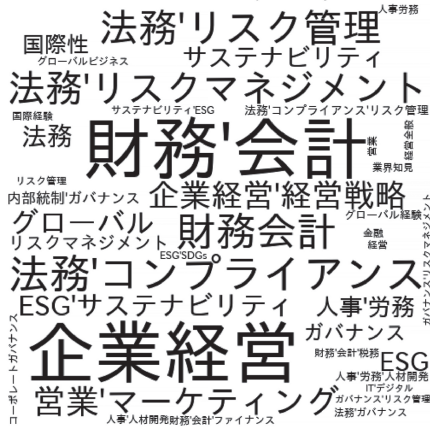 人事'労務
法務'リスク管理
国際性
サステナビリティ
グローバルビジネス
法務'リスクマネジメント
サステナビリティ'ESG
法務'コンプライアンス'リスク管理
国際経験
法務
財務'会計
営業
経営全般
業界知見
リスク管理
内部統制'ガバナンス
企業経営'経営戦略
グローバル
財務会計
グローバル経験
リスクマネジメント
金融
経営
ESG'SDGs
法務'コンプライアンス
ガバナンス'リスクマネジメント
ESG'サステナビリティ
人事'労務
コーポレートガバナンス
企業経営
ガバナンス
財務'会計'税務
ESG
人事'労務'人材開発
IT'デジタル
営業'マーケティング
ガバナンス'リスク管理
法務'ガバナンス
人事'人材開発
財務'会計'ファイナンス